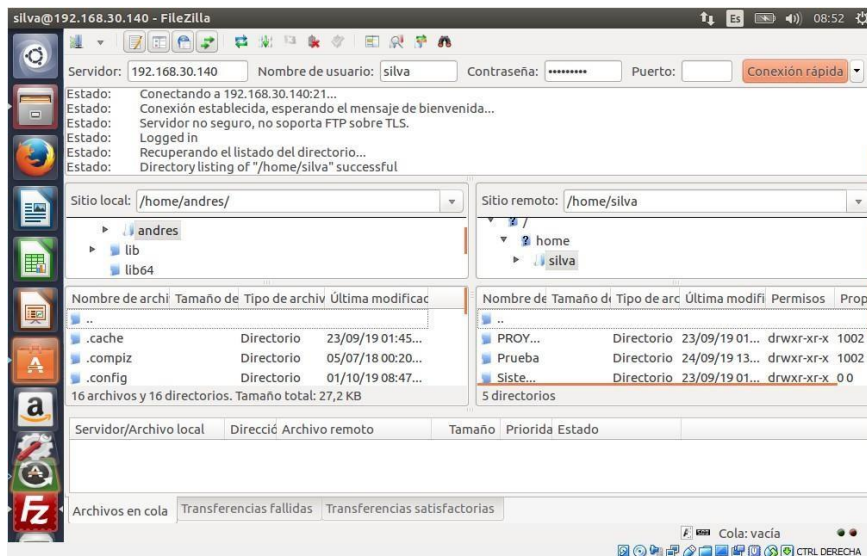 silva@192.168.30.140 - FileZilla
Es
08:52
Servidor: 192.168.30.140 Nombre de usuario: silva Contraseña: ••••••••• Puerto: Conexión rápida
Estado: Conectando a 192.168.30.140:21...
Estado: Conexión establecida, esperando el mensaje de bienvenida...
Estado: Servidor no seguro, no soporta FTP sobre TLS.
Estado: Logged in
Estado: Recuperando el listado del directorio...
Estado: Directory listing of "/home/silva" successful
Sitio local: /home/andres/
andres
lib
lib64
Sitio remoto: /home/silva
/
home
silva
Nombre de archi Tamaño de Tipo de archiv Última modificac
..
.cache Directorio 23/09/19 01:45...
.compiz Directorio 05/07/18 00:20...
.config Directorio 01/10/19 08:47...
16 archivos y 16 directorios. Tamaño total: 27,2 KB
Nombre de Tamaño de Tipo de arc Última modifi Permisos Prop
..
PROY... Directorio 23/09/19 01... drwxr-xr-x 1002
Prueba Directorio 24/09/19 13... drwxr-xr-x 1002
Siste... Directorio 23/09/19 01... drwxr-xr-x 0 0
5 directorios
Servidor/Archivo local Direcció Archivo remoto Tamaño Priorida Estado
Archivos en cola Transferencias fallidas Transferencias satisfactorias
Cola: vacía
CTRL DERECHA